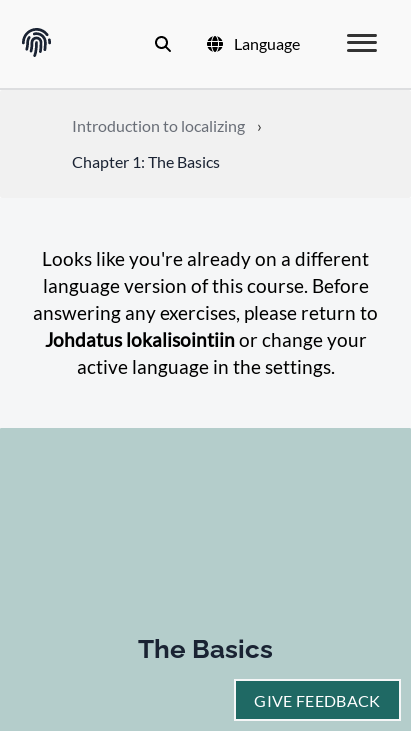 Language
Introduction to localizing ›
Chapter 1: The Basics
Looks like you're already on a different
language version of this course. Before
answering any exercises, please return to
Johdatus lokalisointiin or change your
active language in the settings.
The Basics
GIVE FEEDBACK